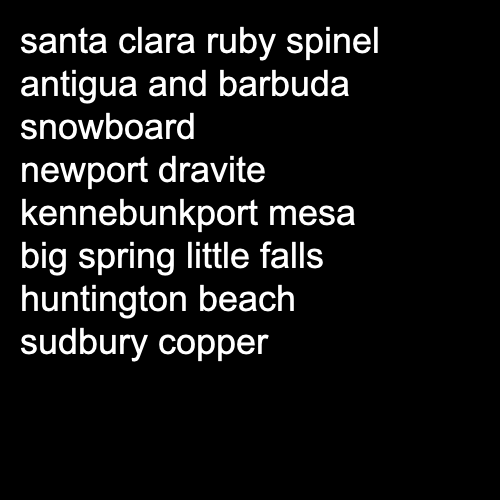 santa clara ruby spinel
antigua and barbuda
snowboard
newport dravite
kennebunkport mesa
big spring little falls
huntington beach
sudbury copper